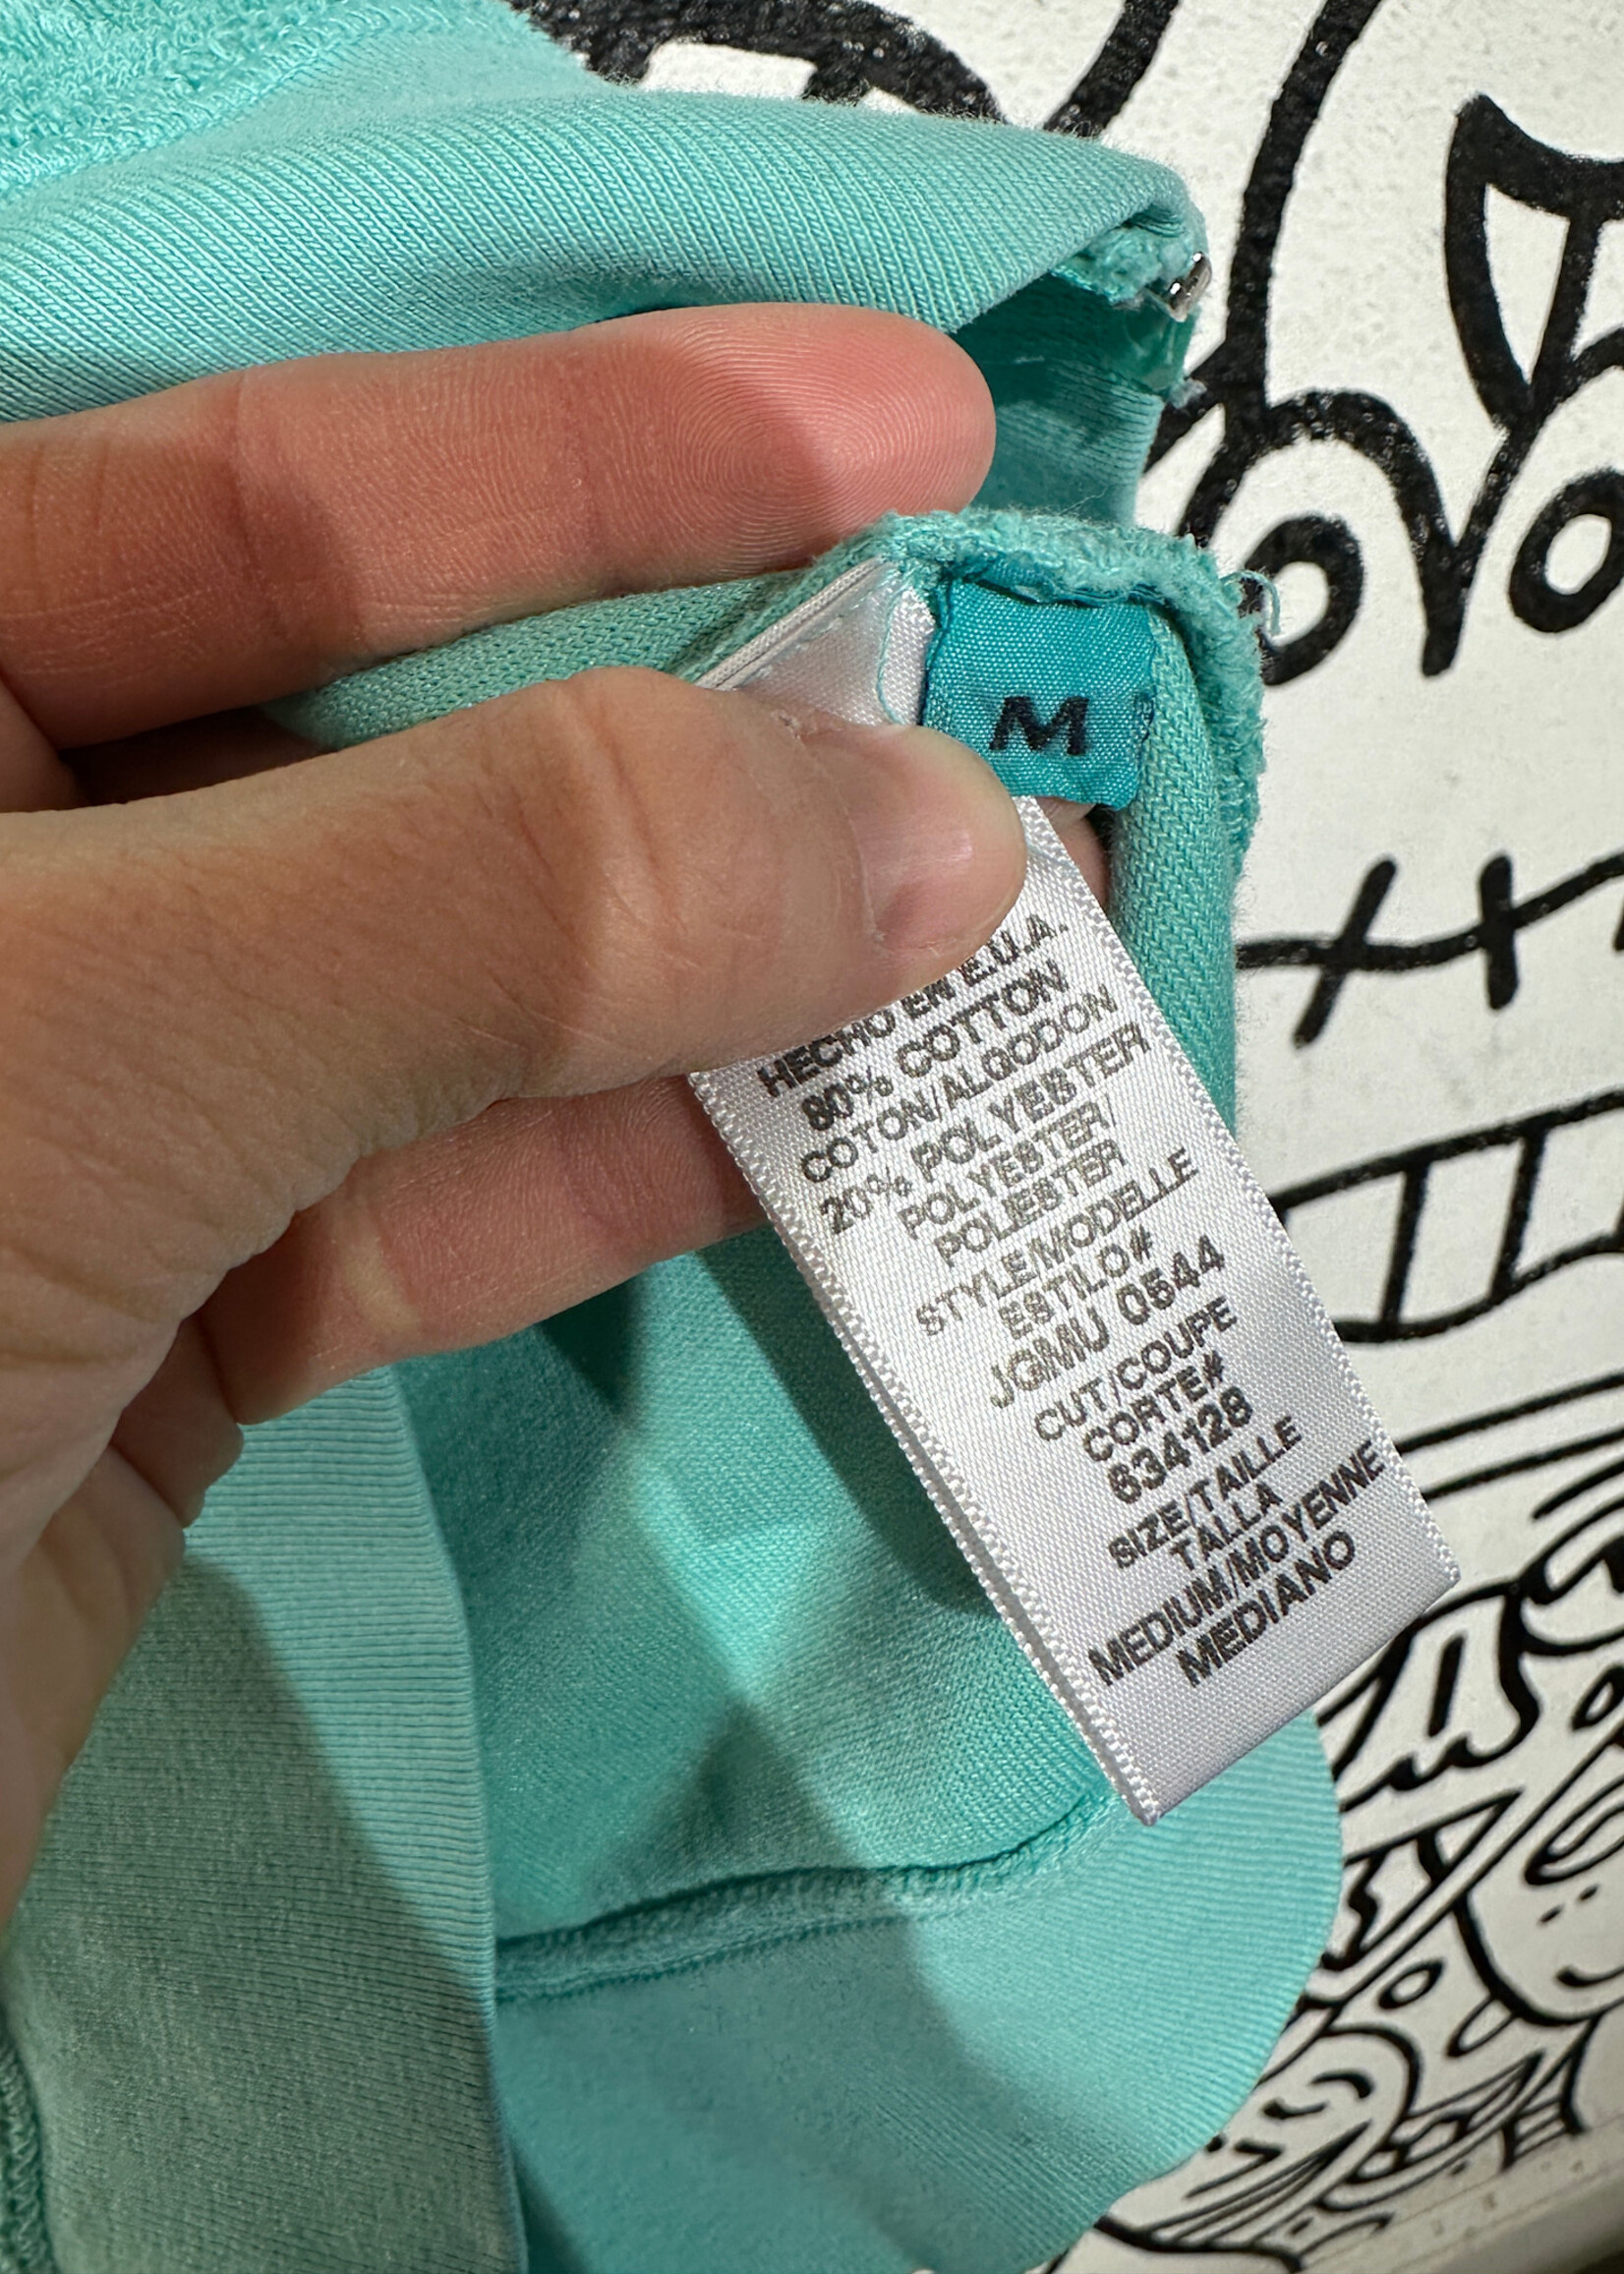 M
HECHO EN E.U.A.
80% COTTON
COTON/ALGODON
20% POLYESTER
POLYESTER/
POLIESTER
STYLE/MODELLE
ESTILO#
JGMU 0544
CUT/COUPE
CORTE#
634128
SIZE/TAILLE
TALLA
MEDIUM/MOYENNE
MEDIANO